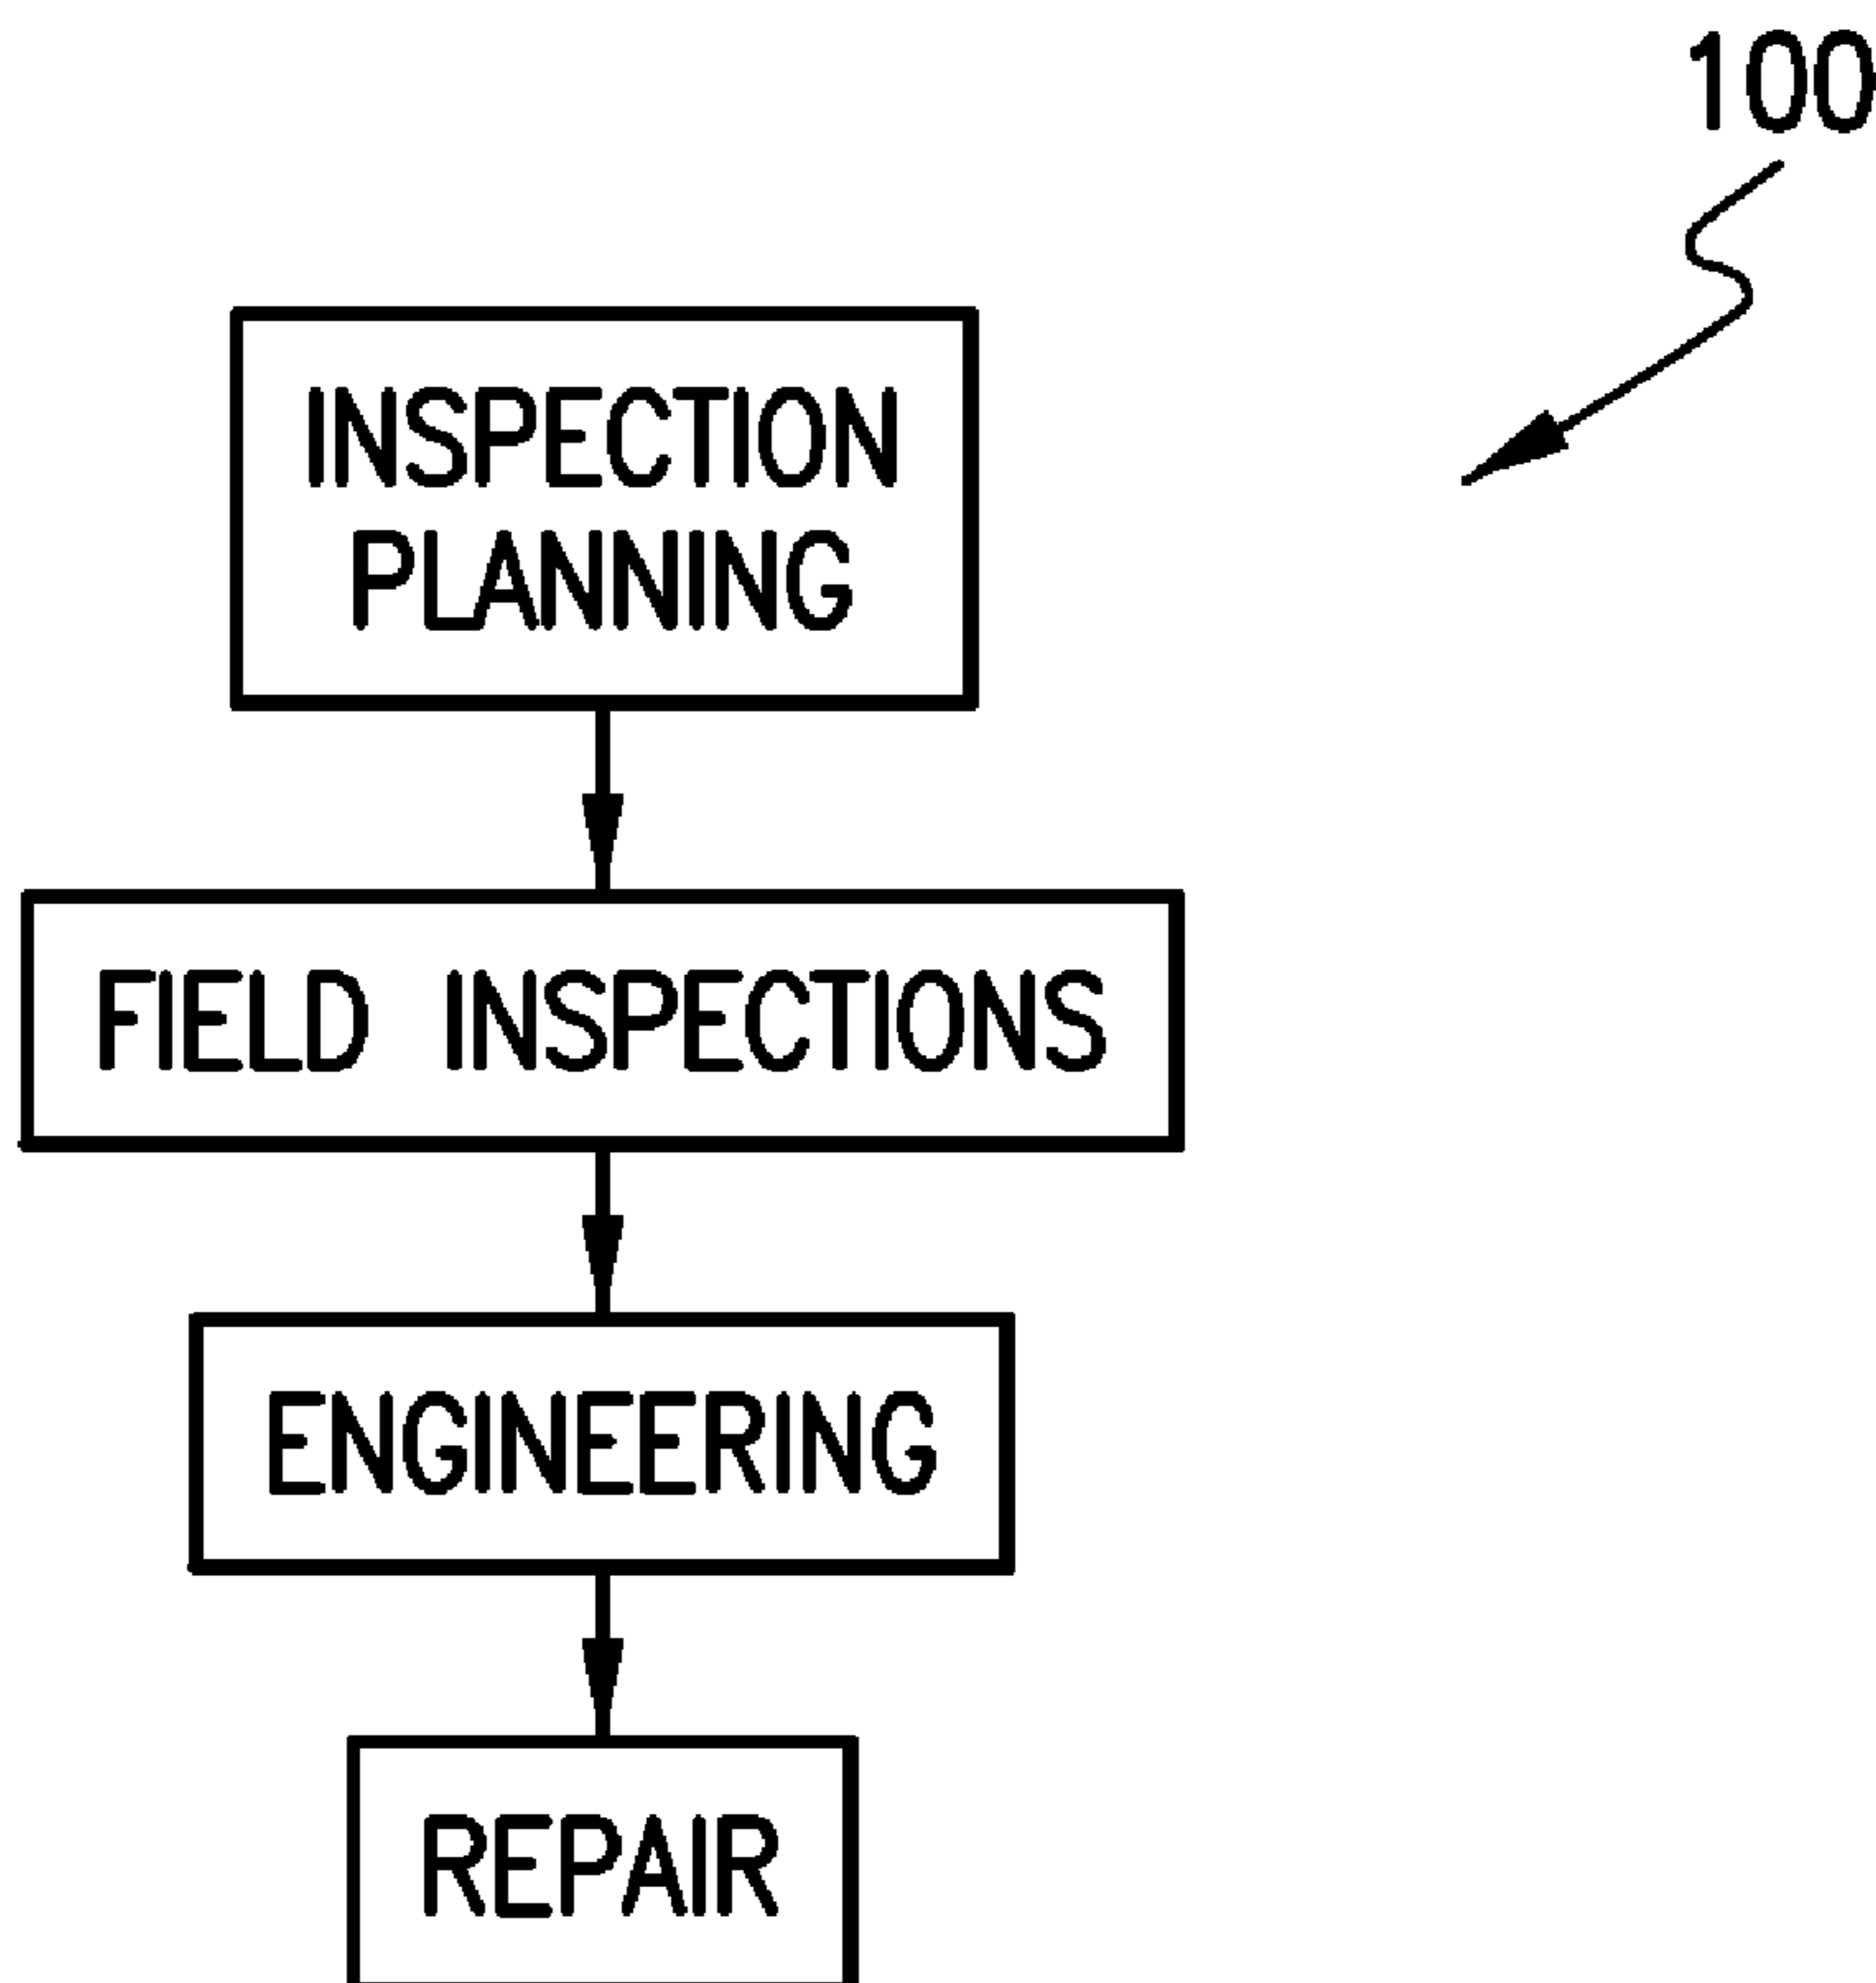 100
INSPECTION
PLANNING
FIELD INSPECTIONS
ENGINEERING
REPAIR